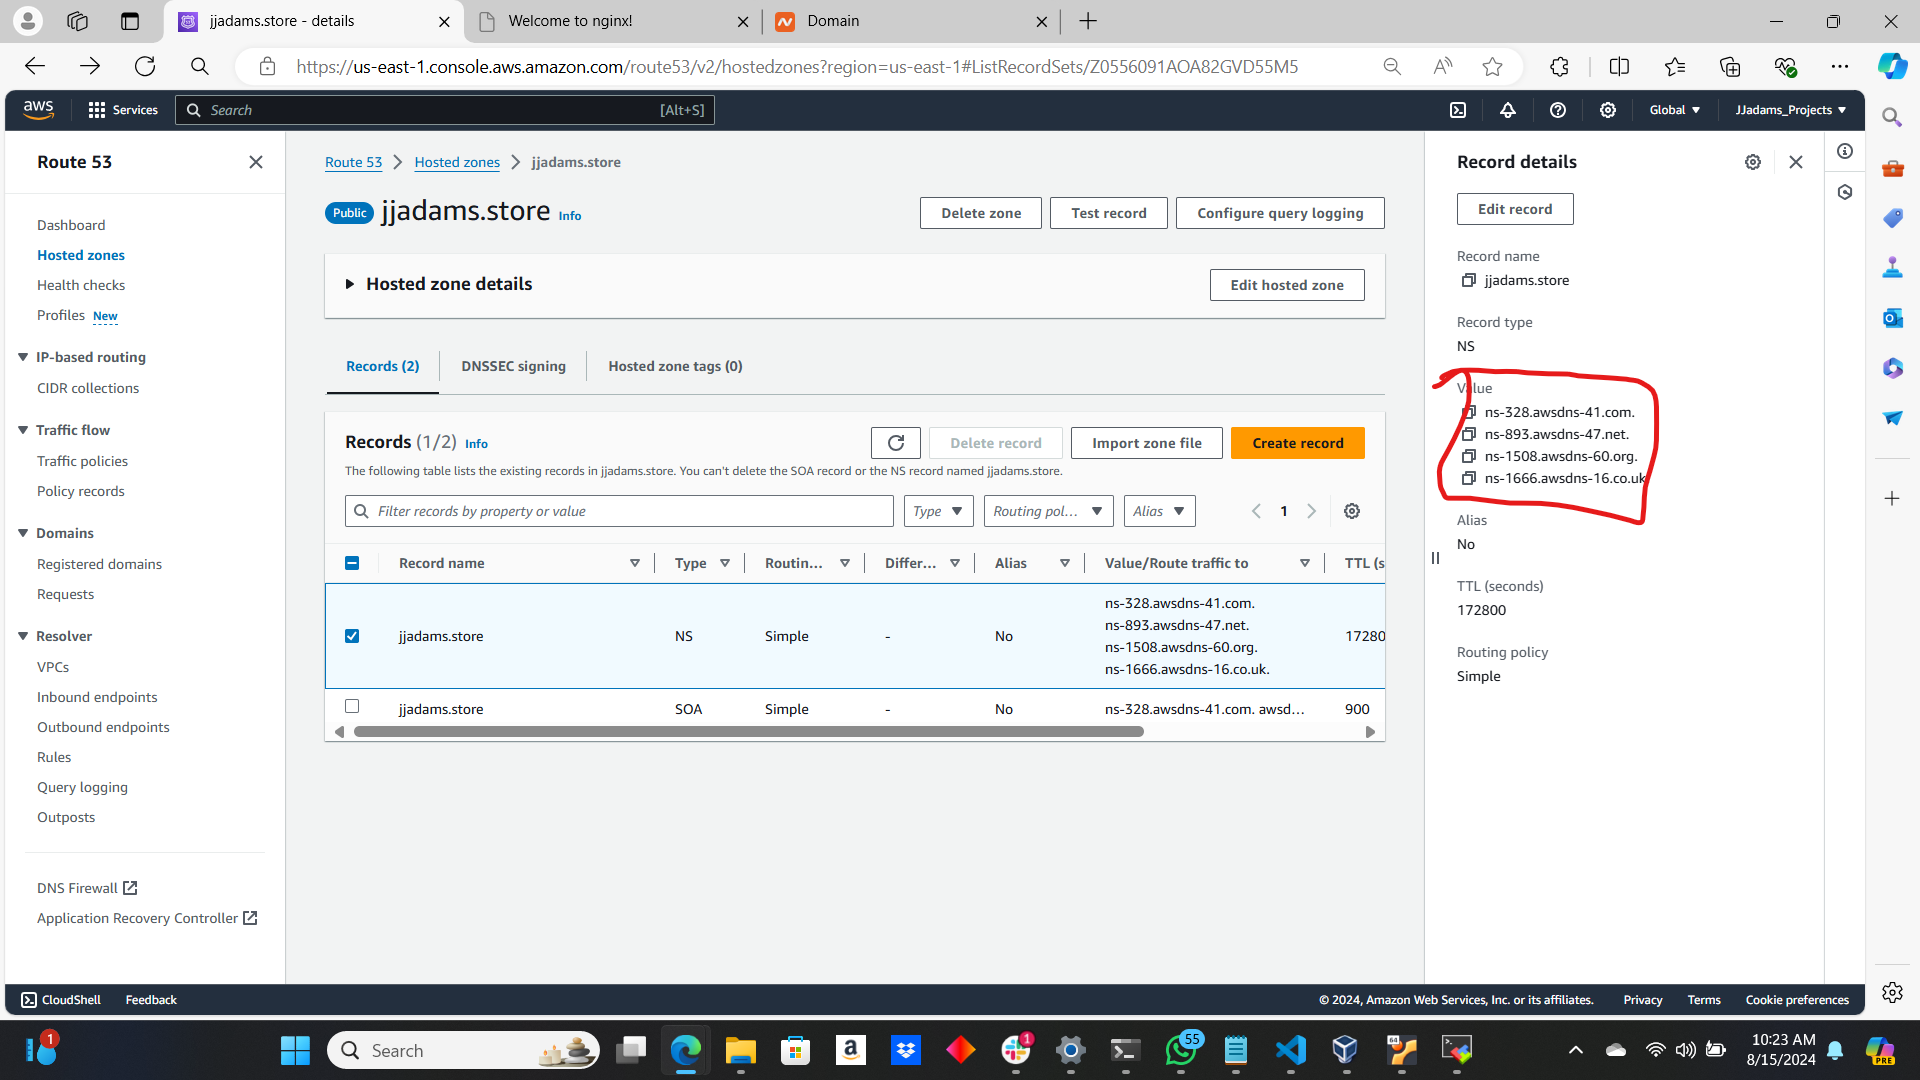 jjadams.store - details
Welcome to nginx!
Domain
https://us-east-1.console.aws.amazon.com/route53/v2/hostedzones?region=us-east-1#ListRecordSets/Z0556091AOA82GVD55M5
aws
Services
Search
[Alt+S]
Global
JJadams_Projects
Route 53
Dashboard
Hosted zones
Health checks
Profiles New
IP-based routing
CIDR collections
Traffic flow
Traffic policies
Policy records
Domains
Registered domains
Requests
Resolver
VPCs
Inbound endpoints
Outbound endpoints
Rules
Query logging
Outposts
DNS Firewall
Application Recovery Controller
Route 53 > Hosted zones > jjadams.store
Public jjadams.store Info
Delete zone
Test record
Configure query logging
Hosted zone details
Edit hosted zone
Records (2)
DNSSEC signing
Hosted zone tags (0)
Records (1/2) Info
Delete record
Import zone file
Create record
The following table lists the existing records in jjadams.store. You can't delete the SOA record or the NS record named jjadams.store.
Filter records by property or value
Type
Routing pol...
Alias
1
Record name
Type
Routin...
Differ...
Alias
Value/Route traffic to
TTL (s
jjadams.store
NS
Simple
-
No
ns-328.awsdns-41.com.
ns-893.awsdns-47.net.
ns-1508.awsdns-60.org.
ns-1666.awsdns-16.co.uk.
17280
jjadams.store
SOA
Simple
-
No
ns-328.awsdns-41.com. awsd...
900
Record details
Edit record
Record name
jjadams.store
Record type
NS
Value
ns-328.awsdns-41.com.
ns-893.awsdns-47.net.
ns-1508.awsdns-60.org.
ns-1666.awsdns-16.co.uk
Alias
No
TTL (seconds)
172800
Routing policy
Simple
CloudShell
Feedback
© 2024, Amazon Web Services, Inc. or its affiliates.
Privacy
Terms
Cookie preferences
1
Search
1
55
64
10:23 AM
8/15/2024
PRE